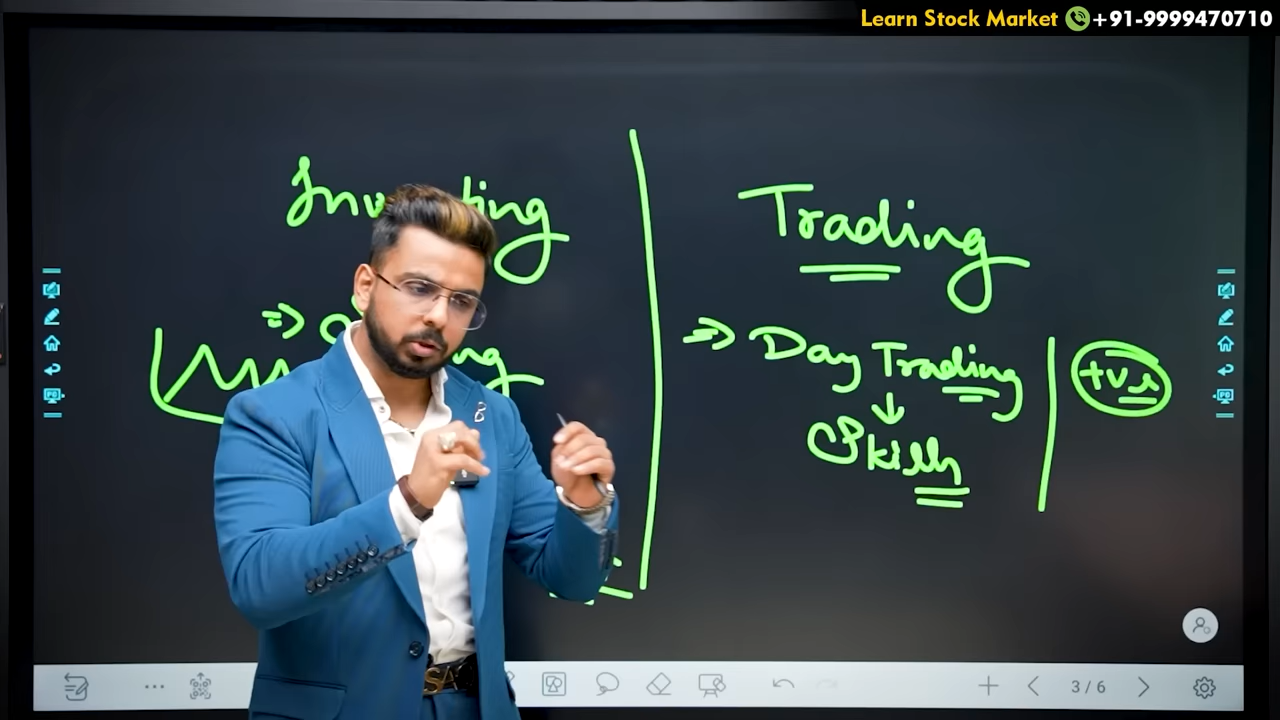 Learn Stock Market +91-9999470710
Trading
⇒ Day Trading
+ve
↓
Skills
3/6